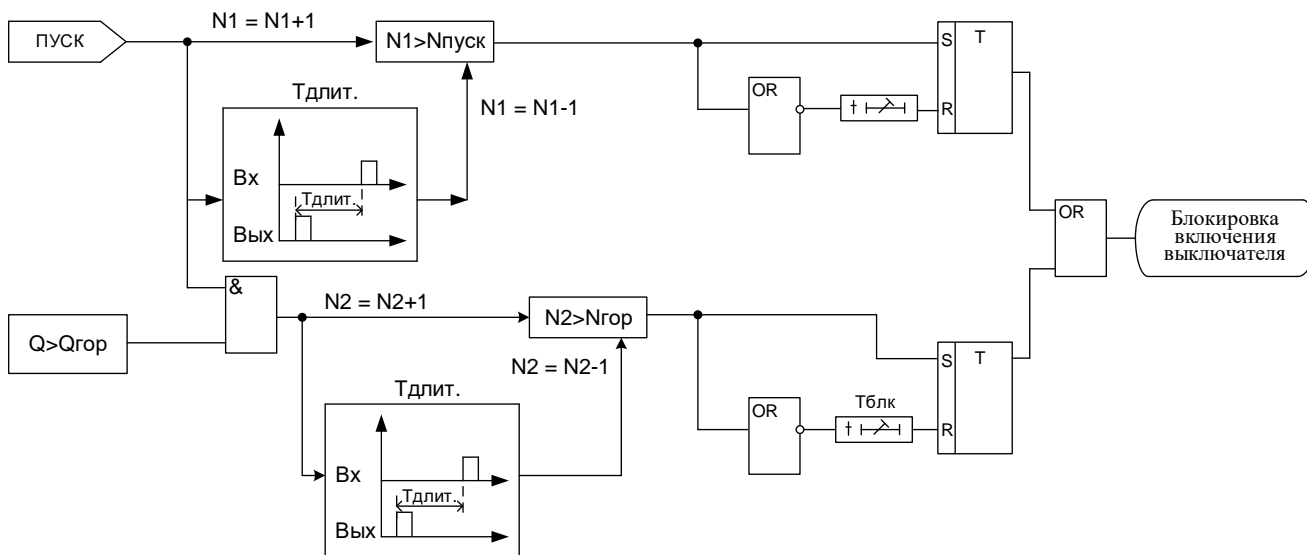 ПУСК
N1 = N1+1
N1>Nпуск
S
T
OR
R
N1 = N1-1
Тдлит.
Вх
Тдлит.
Вых
OR
Блокировка
включения
выключателя
&
N2 = N2+1
N2>Nгор
Q>Qгор
N2 = N2-1
S
T
Тблк
OR
R
Тдлит.
Вх
Тдлит.
Вых